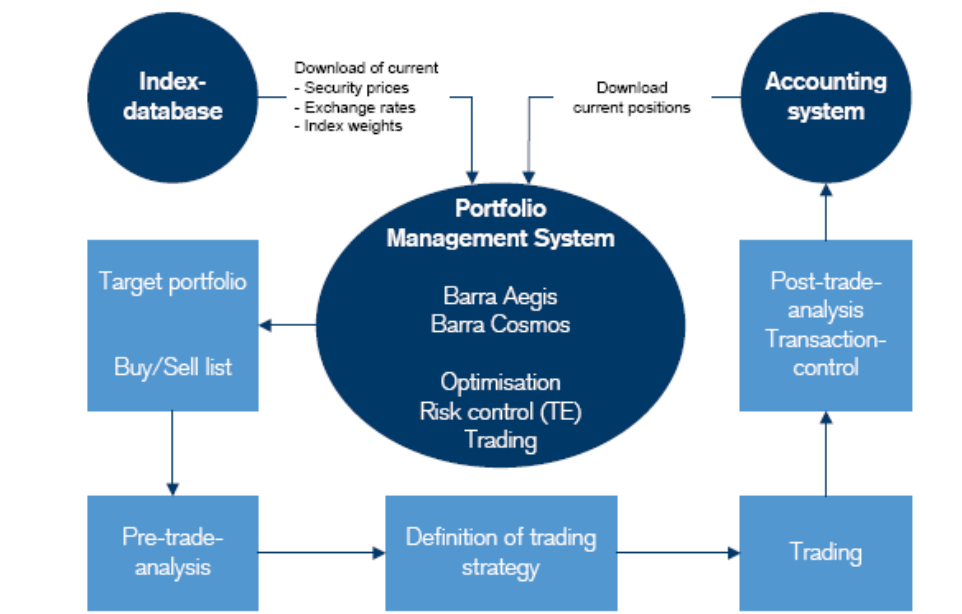 Index-
database
Download of current
- Security prices
- Exchange rates
- Index weights
Download
current positions
Accounting
system
Portfolio
Management System
Barra Aegis
Barra Cosmos
Optimisation
Risk control (TE)
Trading
Target portfolio
Buy/Sell list
Post-trade-
analysis
Transaction-
control
Pre-trade-
analysis
Definition of trading
strategy
Trading